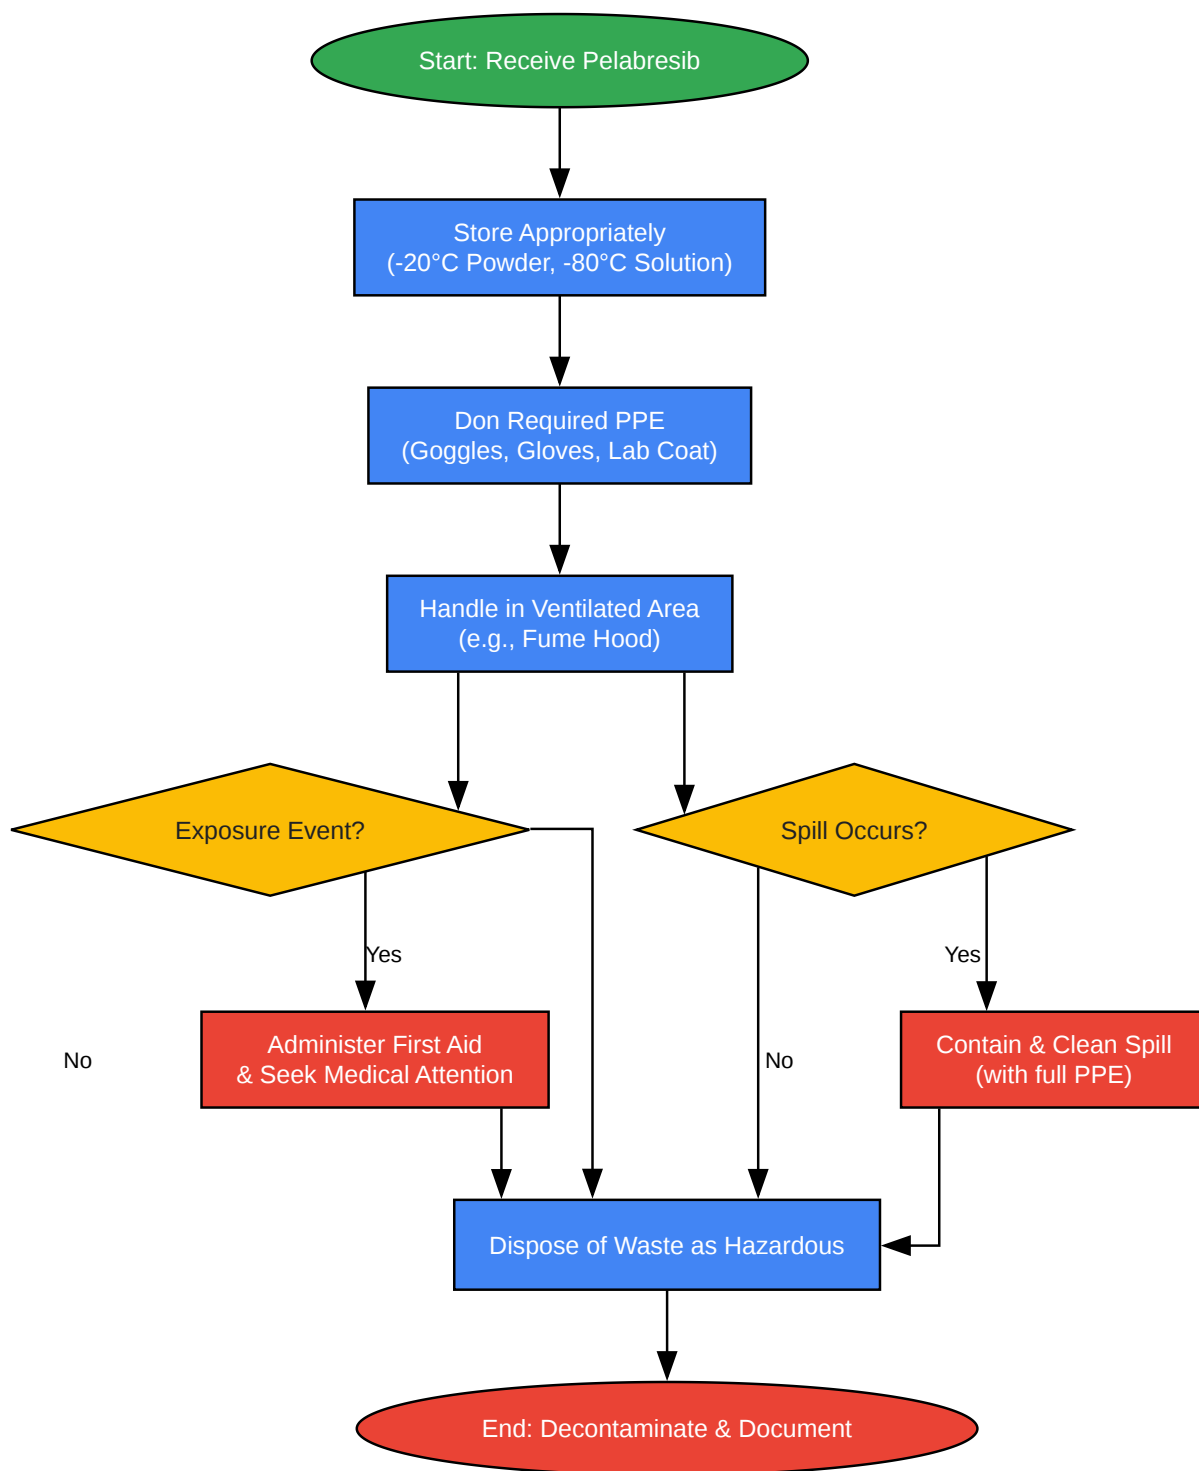 Start: Receive Pelabresib
Store Appropriately
(-20°C Powder, -80°C Solution)
Don Required PPE
(Goggles, Gloves, Lab Coat)
Handle in Ventilated Area
(e.g., Fume Hood)
Exposure Event?
Spill Occurs?
Yes
Yes
No
Administer First Aid
& Seek Medical Attention
No
Contain & Clean Spill
(with full PPE)
Dispose of Waste as Hazardous
End: Decontaminate & Document